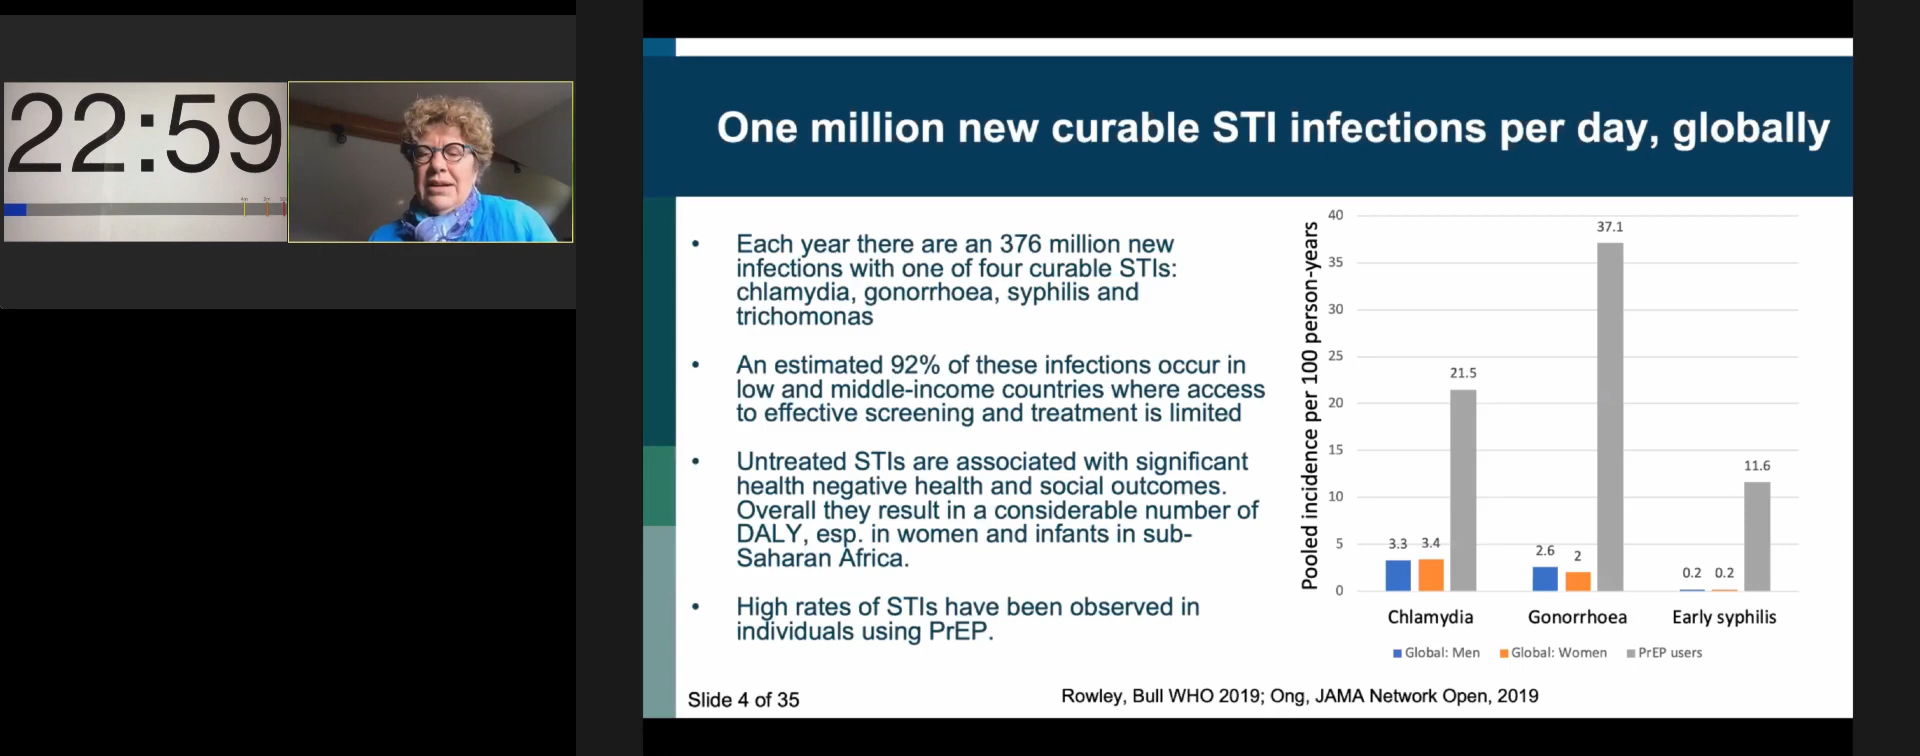 22:59
One million new curable STI infections per day, globally
• Each year there are an 376 million new
infections with one of four curable STIs:
chlamydia, gonorrhoea, syphilis and
trichomonas
• An estimated 92% of these infections occur in
low and middle-income countries where access
to effective screening and treatment is limited
• Untreated STIs are associated with significant
health negative health and social outcomes.
Overall they result in a considerable number of
DALY, esp. in women and infants in sub-
Saharan Africa.
• High rates of STIs have been observed in
individuals using PrEP.
Pooled incidence per 100 person-years
40
35
30
25
20
15
10
5
0
3.3 3.4 21.5
2.6 2 37.1
0.2 0.2 11.6
Chlamydia Gonorrhoea Early syphilis
Global: Men Global: Women PrEP users
Slide 4 of 35
Rowley, Bull WHO 2019; Ong, JAMA Network Open, 2019